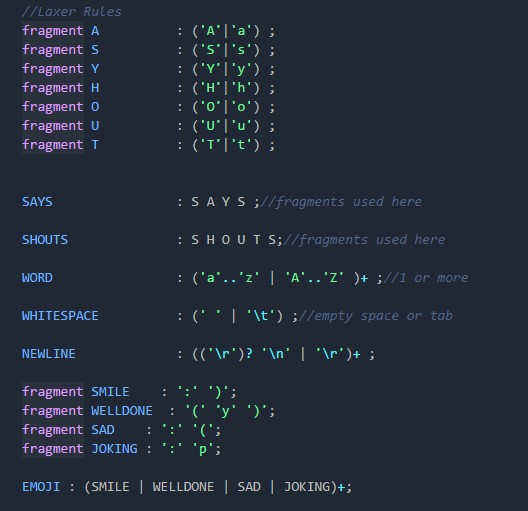 //Laxer Rules
fragment A : ('A'|'a') ;
fragment S : ('S'|'s') ;
fragment Y : ('Y'|'y') ;
fragment H : ('H'|'h') ;
fragment O : ('O'|'o') ;
fragment U : ('U'|'u') ;
fragment T : ('T'|'t') ;
SAYS : S A Y S ;//fragments used here
SHOUTS : S H O U T S;//fragments used here
WORD : ('a'..'z' | 'A'..'Z' )+ ;//1 or more
WHITESPACE : (' ' | '\t') ;//empty space or tab
NEWLINE : (('\r')? '\n' | '\r')+ ;
fragment SMILE : ':' ')';
fragment WELLDONE : '(' 'y' ')';
fragment SAD : ':' '(';
fragment JOKING : ':' 'p';
EMOJI : (SMILE | WELLDONE | SAD | JOKING)+;